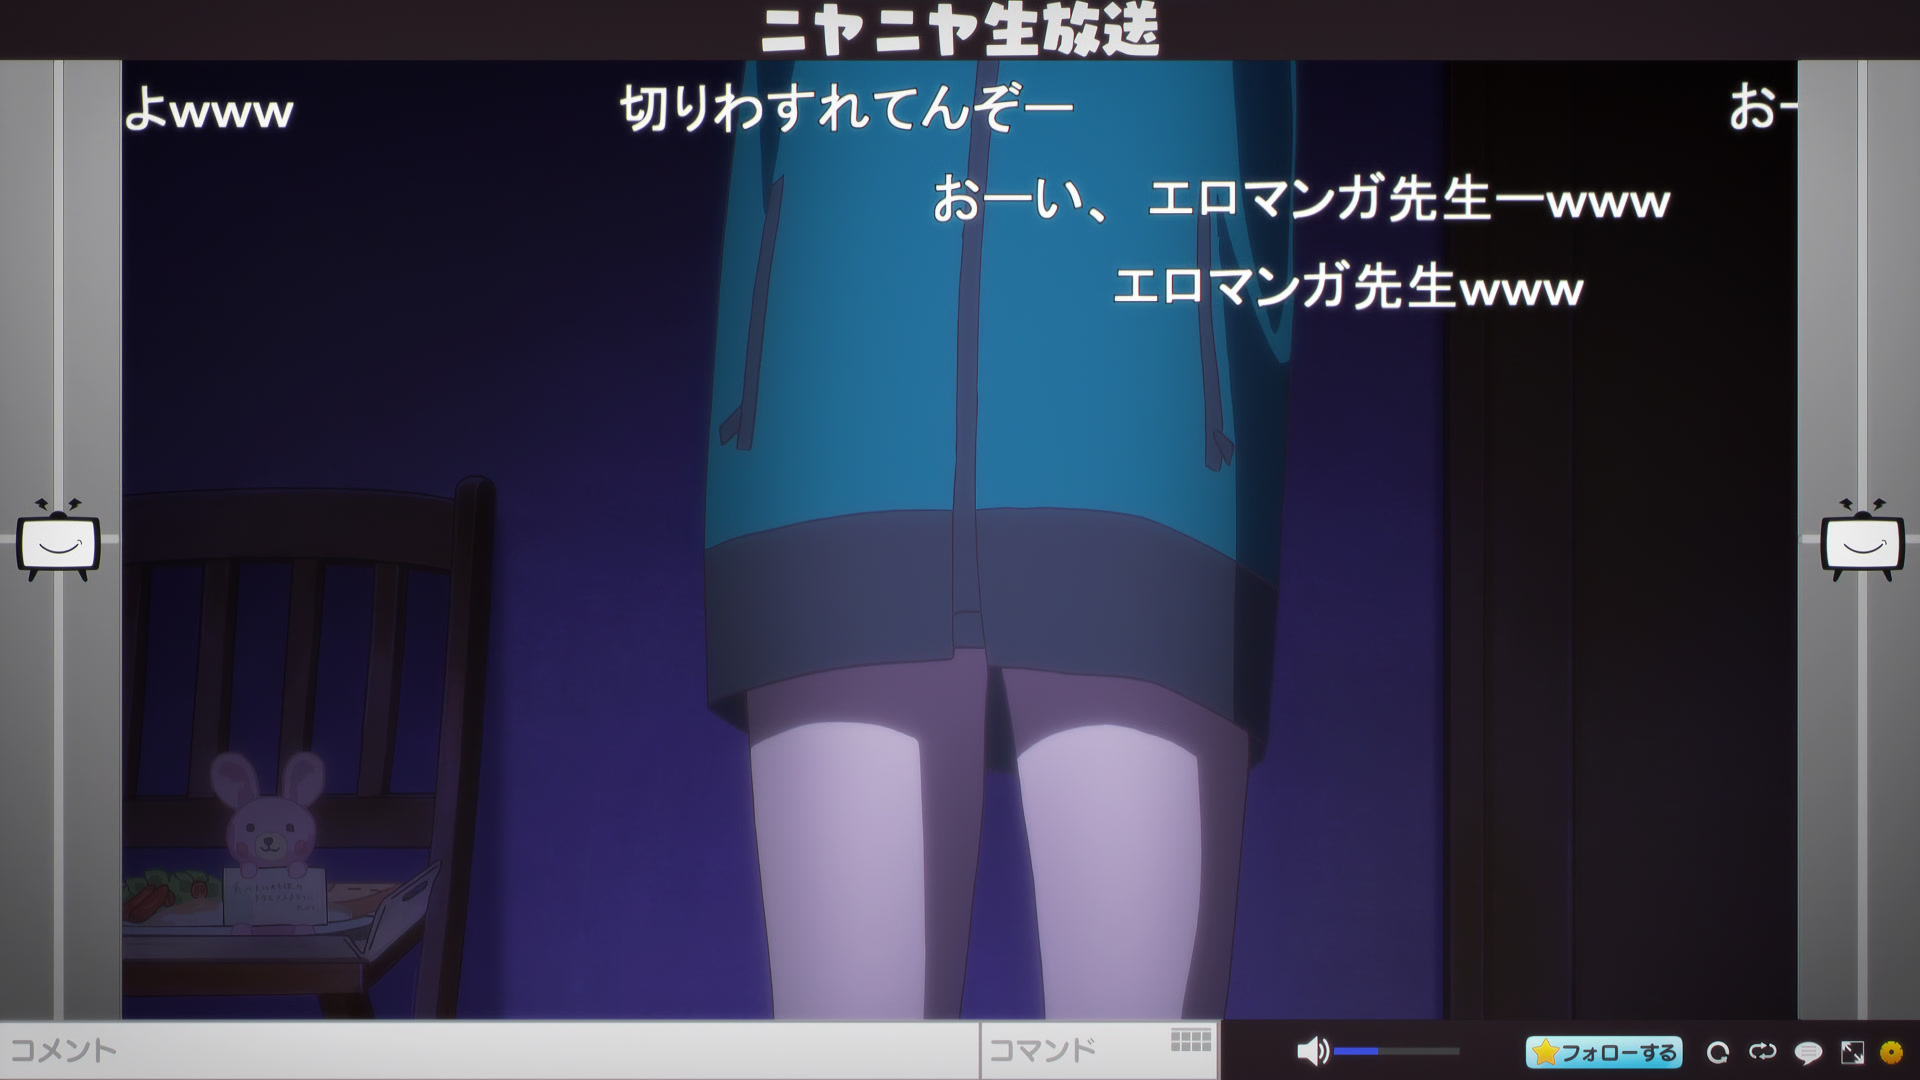 ニヤニヤ生放送
よwww
切りわすれてんぞー
おー
おーい、エロマンガ先生ーwww
エロマンガ先生www
コメント
コマンド
フォローする